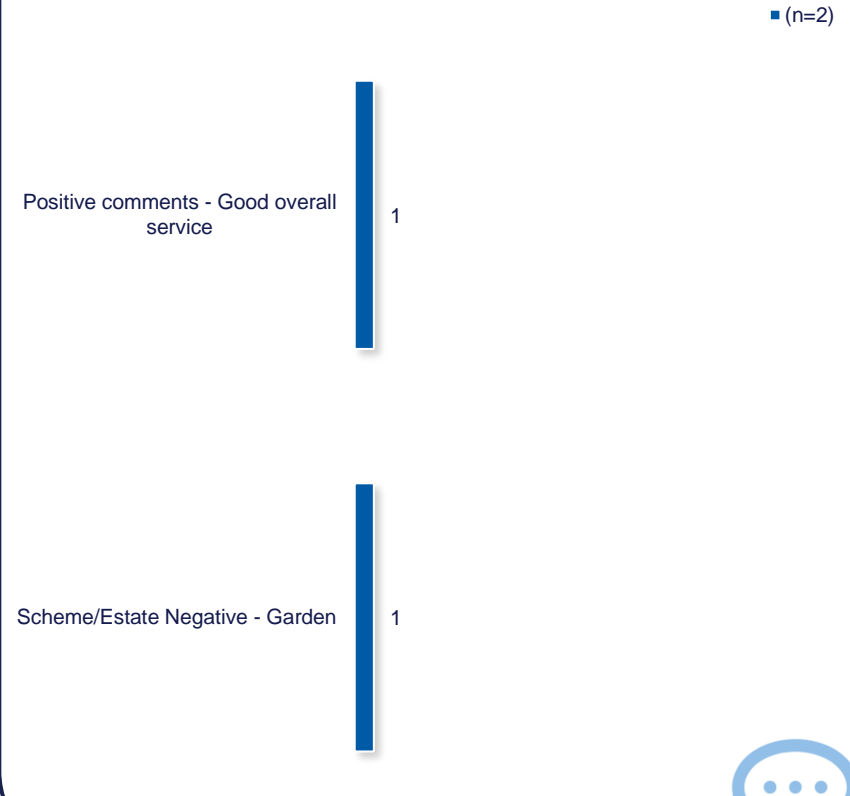 (n=2)
Positive comments - Good overall
service
1
Scheme/Estate Negative - Garden
1